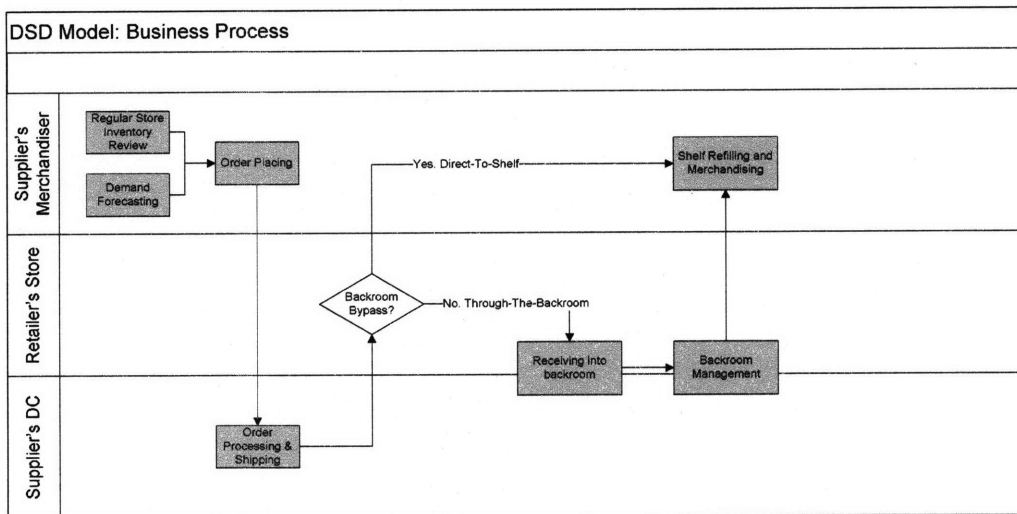 DSD Model: Business Process
Supplier's
Merchandiser
Regular Store
Inventory
Review
Demand
Forecasting
Order Placing
Yes. Direct-To-Shelf
Shelf Refilling and
Merchandising
Retailer's Store
Backroom
Bypass?
No. Through-The-Backroom
Receiving Into
backroom
Backroom
Management
Supplier's DC
Order
Processing &
Shipping